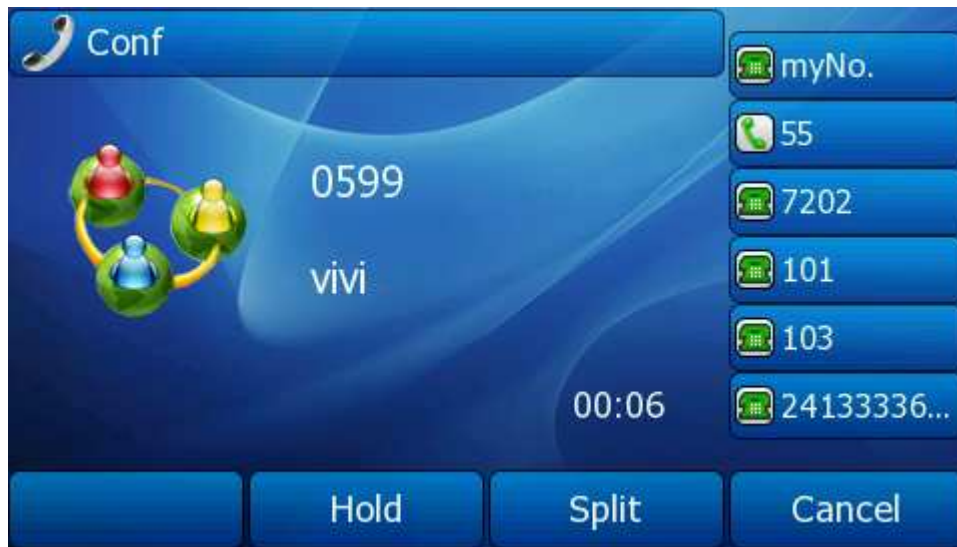 Conf
0599
vivi
00:06
myNo.
55
7202
101
103
24133336...
Hold
Split
Cancel